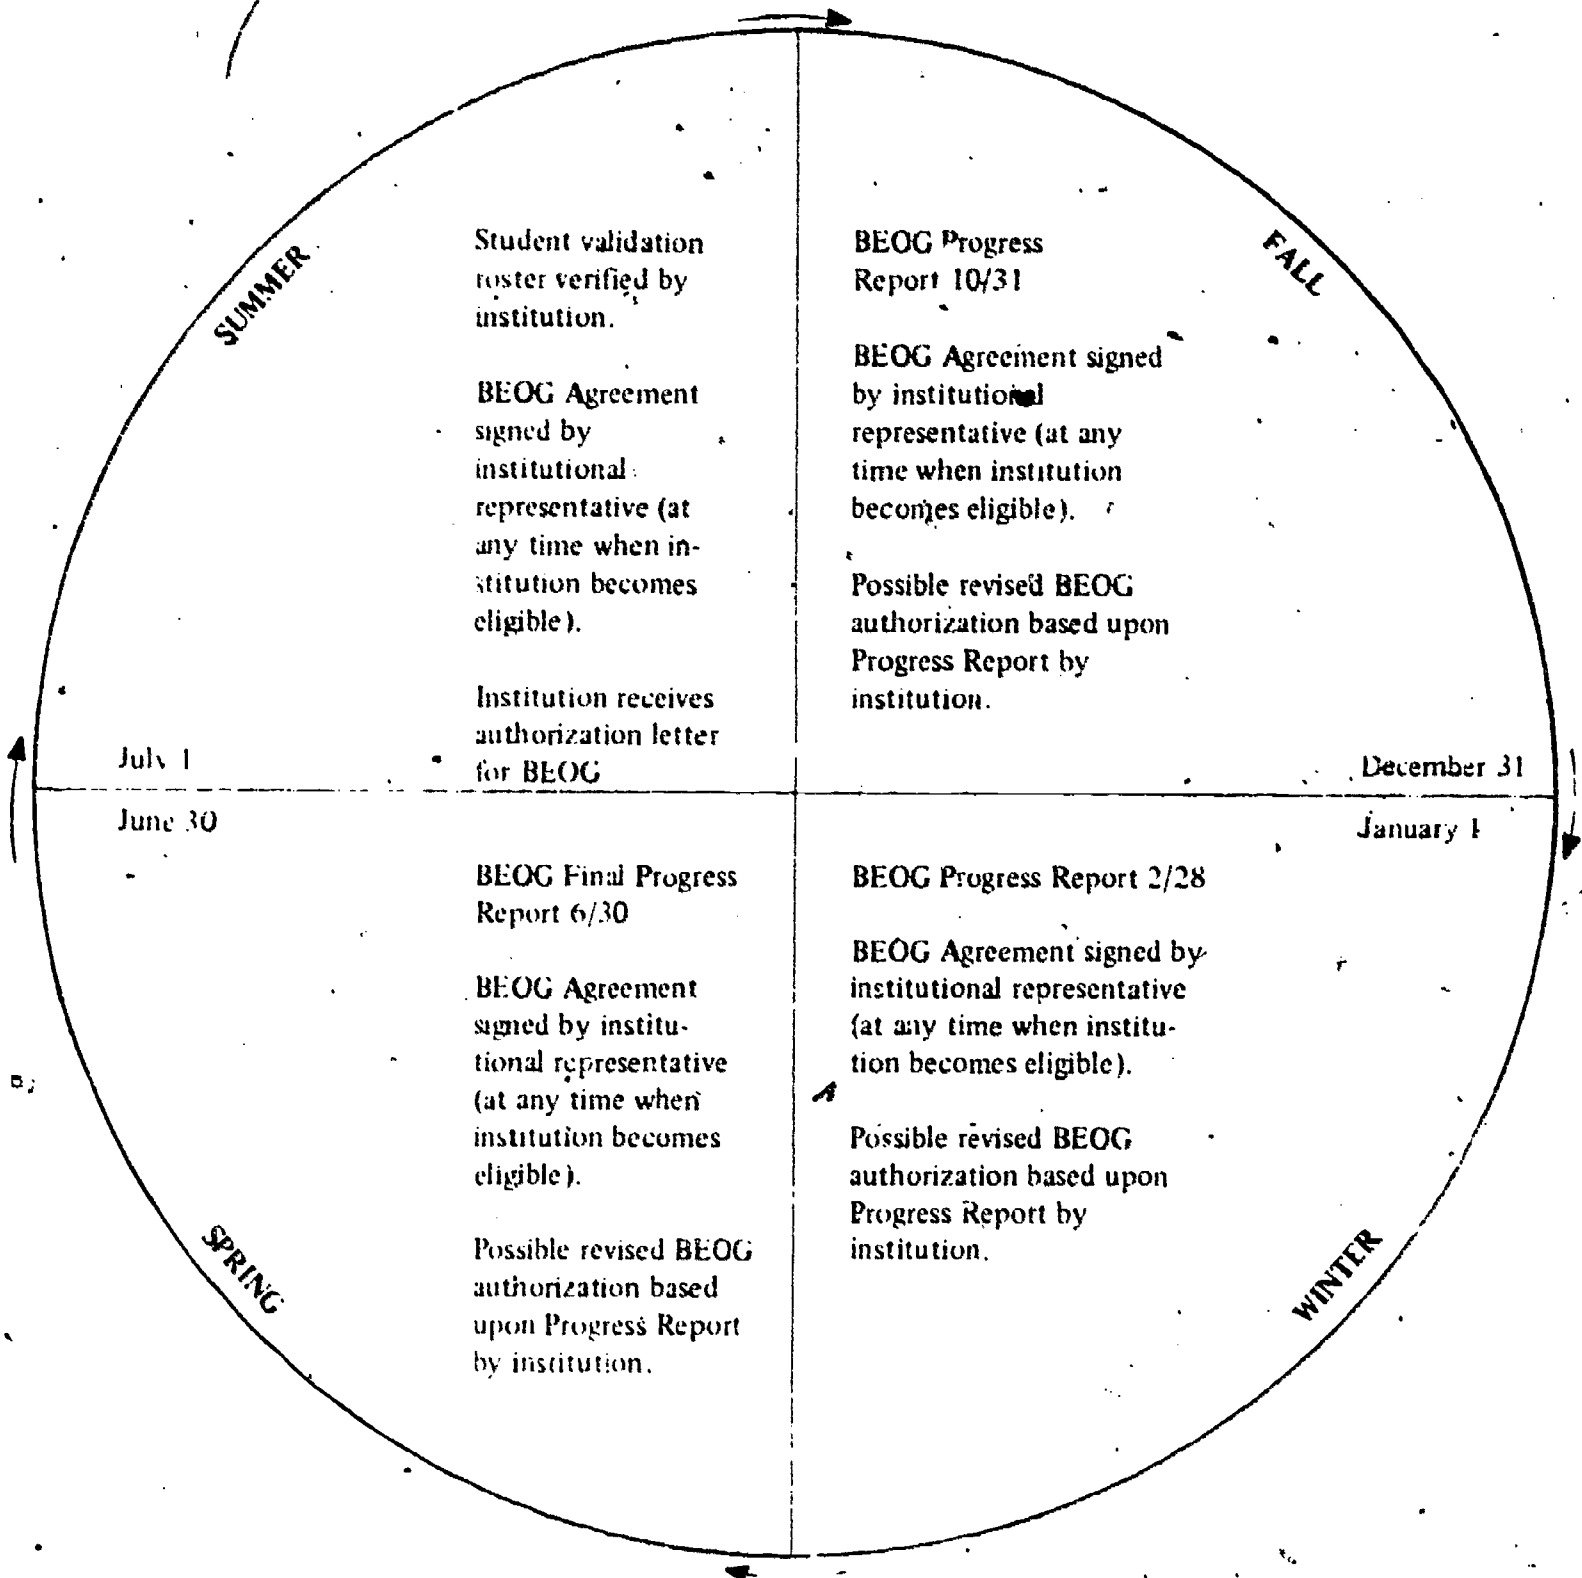 SUMMER
Student validation
roster verified by
institution.
BEOG Agreement
signed by
institutional
representative (at
any time when in-
stitution becomes
eligible).
Institution receives
authorization letter
for BEOG
July 1
FALL
BEOG Progress
Report 10/31
BEOG Agreement signed
by institutional
representative (at any
time when institution
becomes eligible).
Possible revised BEOG
authorization based upon
Progress Report by
institution.
December 31
June 30
BEOG Final Progress
Report 6/30
BEOG Agreement
signed by institu-
tional representative
(at any time when
institution becomes
eligible).
Possible revised BEOG
authorization based
upon Progress Report
by institution.
SPRING
January 1
BEOG Progress Report 2/28
BEOG Agreement signed by
institutional representative
(at any time when institu-
tion becomes eligible).
Possible revised BEOG
authorization based upon
Progress Report by
institution.
WINTER